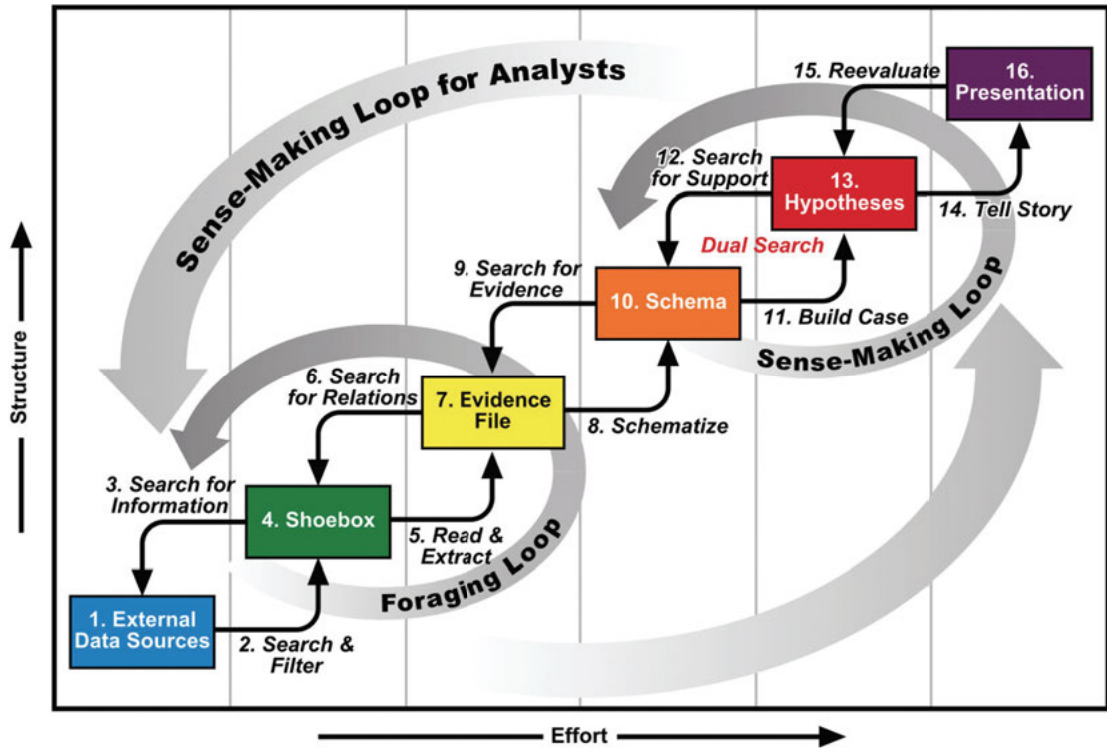 Sense-Making Loop for Analysts
15. Reevaluate
16.
Presentation
12. Search
for Support
13.
Hypotheses
14. Tell Story
Dual Search
9. Search for
Evidence
10. Schema
11. Build Case
Sense-Making Loop
6. Search
for Relations
7. Evidence
File
8. Schematize
3. Search for
Information
4. Shoebox
5. Read &
Extract
Foraging Loop
1. External
Data Sources
2. Search &
Filter
Structure
Effort